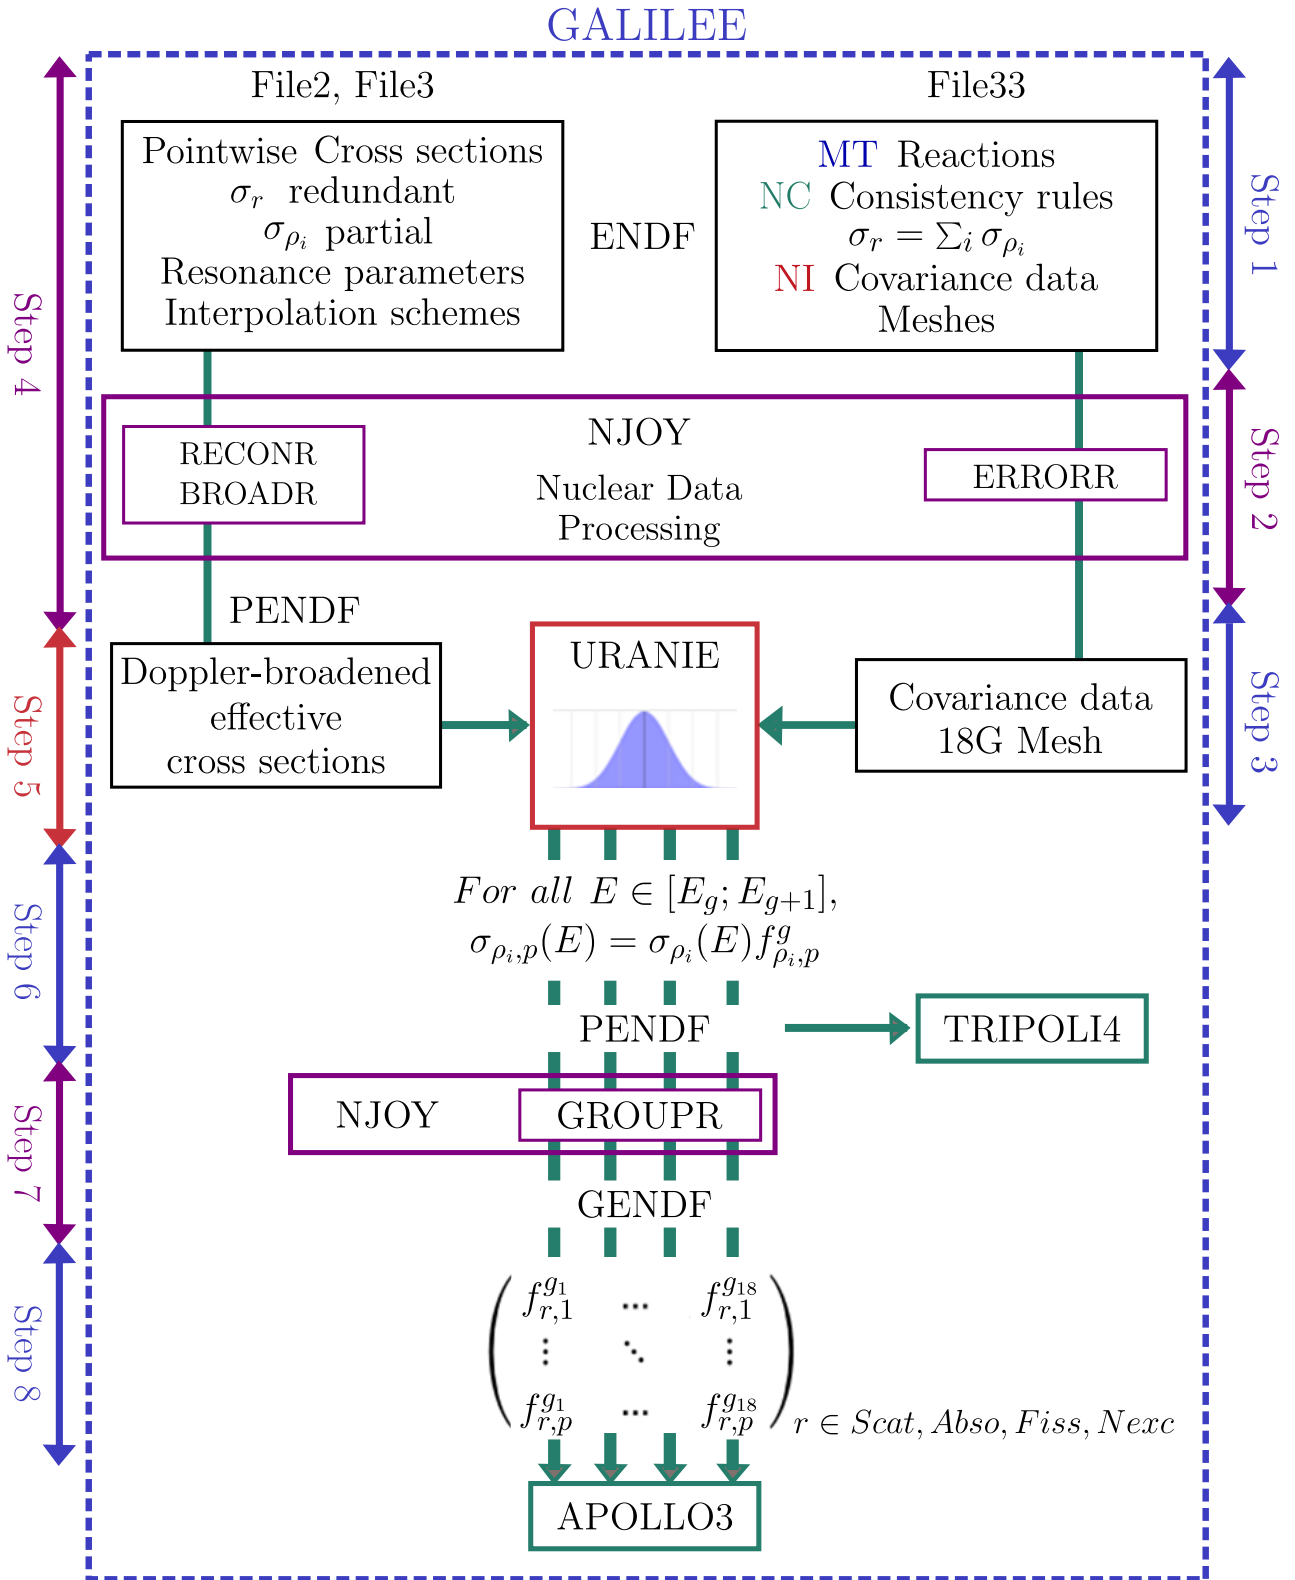 GALILEE
File2, File3
Pointwise Cross sections
σ_r redundant
σ_{ρ_i} partial
Resonance parameters
Interpolation schemes
ENDF
File33
MT Reactions
NC Consistency rules
σ_r = Σ_i σ_{ρ_i}
NI Covariance data
Meshes
Step 1
Step 4
NJOY
Nuclear Data
Processing
RECONR
BROADR
ERRORR
Step 2
PENDF
Doppler-broadened
effective
cross sections
URANIE
Covariance data
18G Mesh
Step 3
Step 5
For all E ∈ [E_g; E_{g+1}],
σ_{ρ_i,p}(E) = σ_{ρ_i}(E) f^g_{ρ_i,p}
Step 6
PENDF
TRIPOLI4
NJOY
GROUPR
Step 7
GENDF
f^{g_1}_{r,1} ... f^{g_{18}}_{r,1}
⋮ ⋱ ⋮
f^{g_1}_{r,p} ... f^{g_{18}}_{r,p}
r ∈ Scat, Abso, Fiss, Nexc
Step 8
APOLLO3